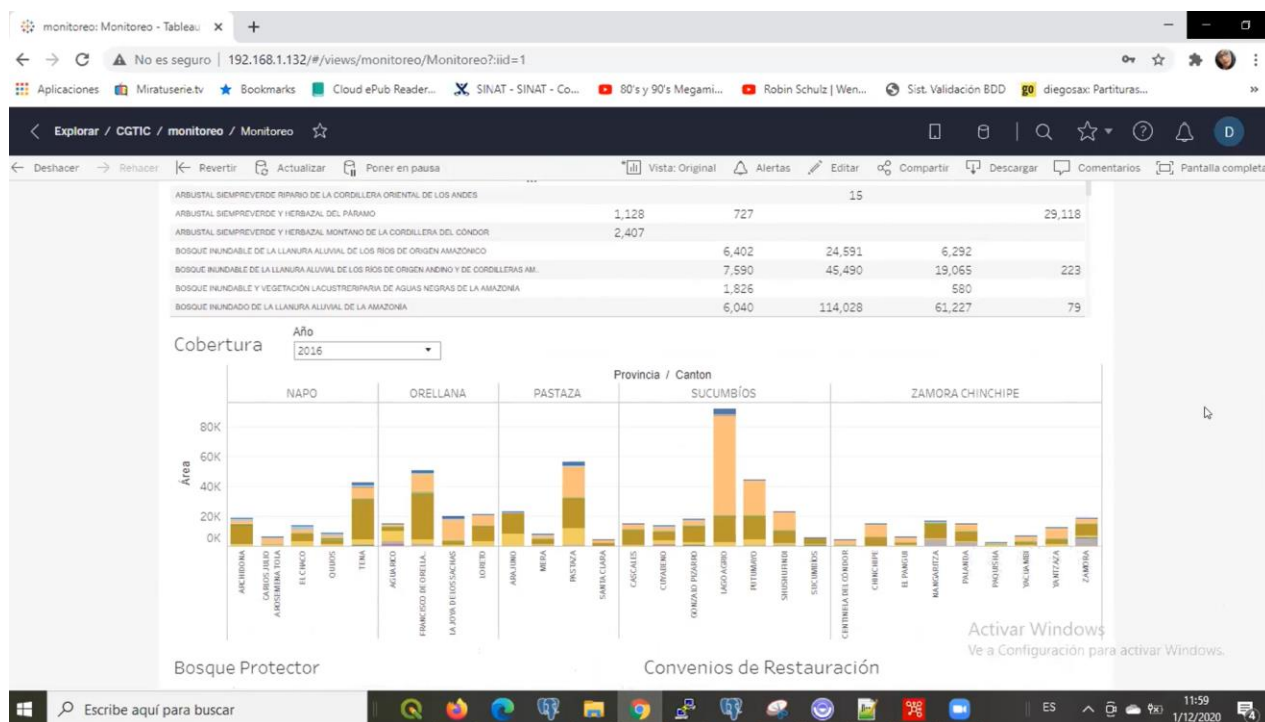 monitoreo: Monitoreo - Tableau
No es seguro | 192.168.1.132/#/views/monitoreo/Monitoreo?:iid=1
Aplicaciones Miratuserie.tv Bookmarks Cloud ePub Reader... SINAT - SINAT - Co... 80's y 90's Megami... Robin Schulz | Wen... Sist. Validación BDD go diegosax: Partituras... »
Explorar / CGTIC / monitoreo / Monitoreo D
Deshacer Rehacer Revertir Actualizar Poner en pausa Vista: Original Alertas Editar Compartir Descargar Comentarios Pantalla completa
ARBUSTAL SIEMPREVERDE RIPARIO DE LA CORDILLERA ORIENTAL DE LOS ANDES 15
ARBUSTAL SIEMPREVERDE Y HERBAZAL DEL PÁRAMO 1,128 727 29,118
ARBUSTAL SIEMPREVERDE Y HERBAZAL MONTANO DE LA CORDILLERA DEL CÓNDOR 2,407
BOSQUE INUNDABLE DE LA LLANURA ALUVIAL DE LOS RÍOS DE ORIGEN AMAZÓNICO 6,402 24,591 6,292
BOSQUE INUNDABLE DE LA LLANURA ALUVIAL DE LOS RÍOS DE ORIGEN ANDINO Y DE CORDILLERAS AM.. 7,590 45,490 19,065 223
BOSQUE INUNDABLE Y VEGETACIÓN LACUSTRERIPARIA DE AGUAS NEGRAS DE LA AMAZONÍA 1,826 580
BOSQUE INUNDADO DE LA LLANURA ALUVIAL DE LA AMAZONÍA 6,040 114,028 61,227 79
Cobertura
Año
2016
Provincia / Canton
NAPO ORELLANA PASTAZA SUCUMBÍOS ZAMORA CHINCHIPE
Área
80K
60K
40K
20K
0K
ARCHIDONA
CARLOS JULIO AROSEMENA TOLA
EL CHACO
QUIJOS
TENA
AGUARICO
FRANCISCO DE ORELLA..
LA JOYA DE LOS SACHAS
LORETO
ARAJUNO
MERA
PASTAZA
SANTA CLARA
CASCALES
CUYABENO
GONZALO PIZARRO
LAGO AGRIO
PUTUMAYO
SHUSHUFINDI
SUCUMBIOS
CENTINELA DEL CONDOR
CHINCHIPE
EL PANGUI
NANGARITZA
PALANDA
PAQUISHA
YACUAMBI
YANTZAZA
ZAMORA
Activar Windows
Ve a Configuración para activar Windows.
Bosque Protector Convenios de Restauración
Escribe aquí para buscar ES 11:59
1/12/2020